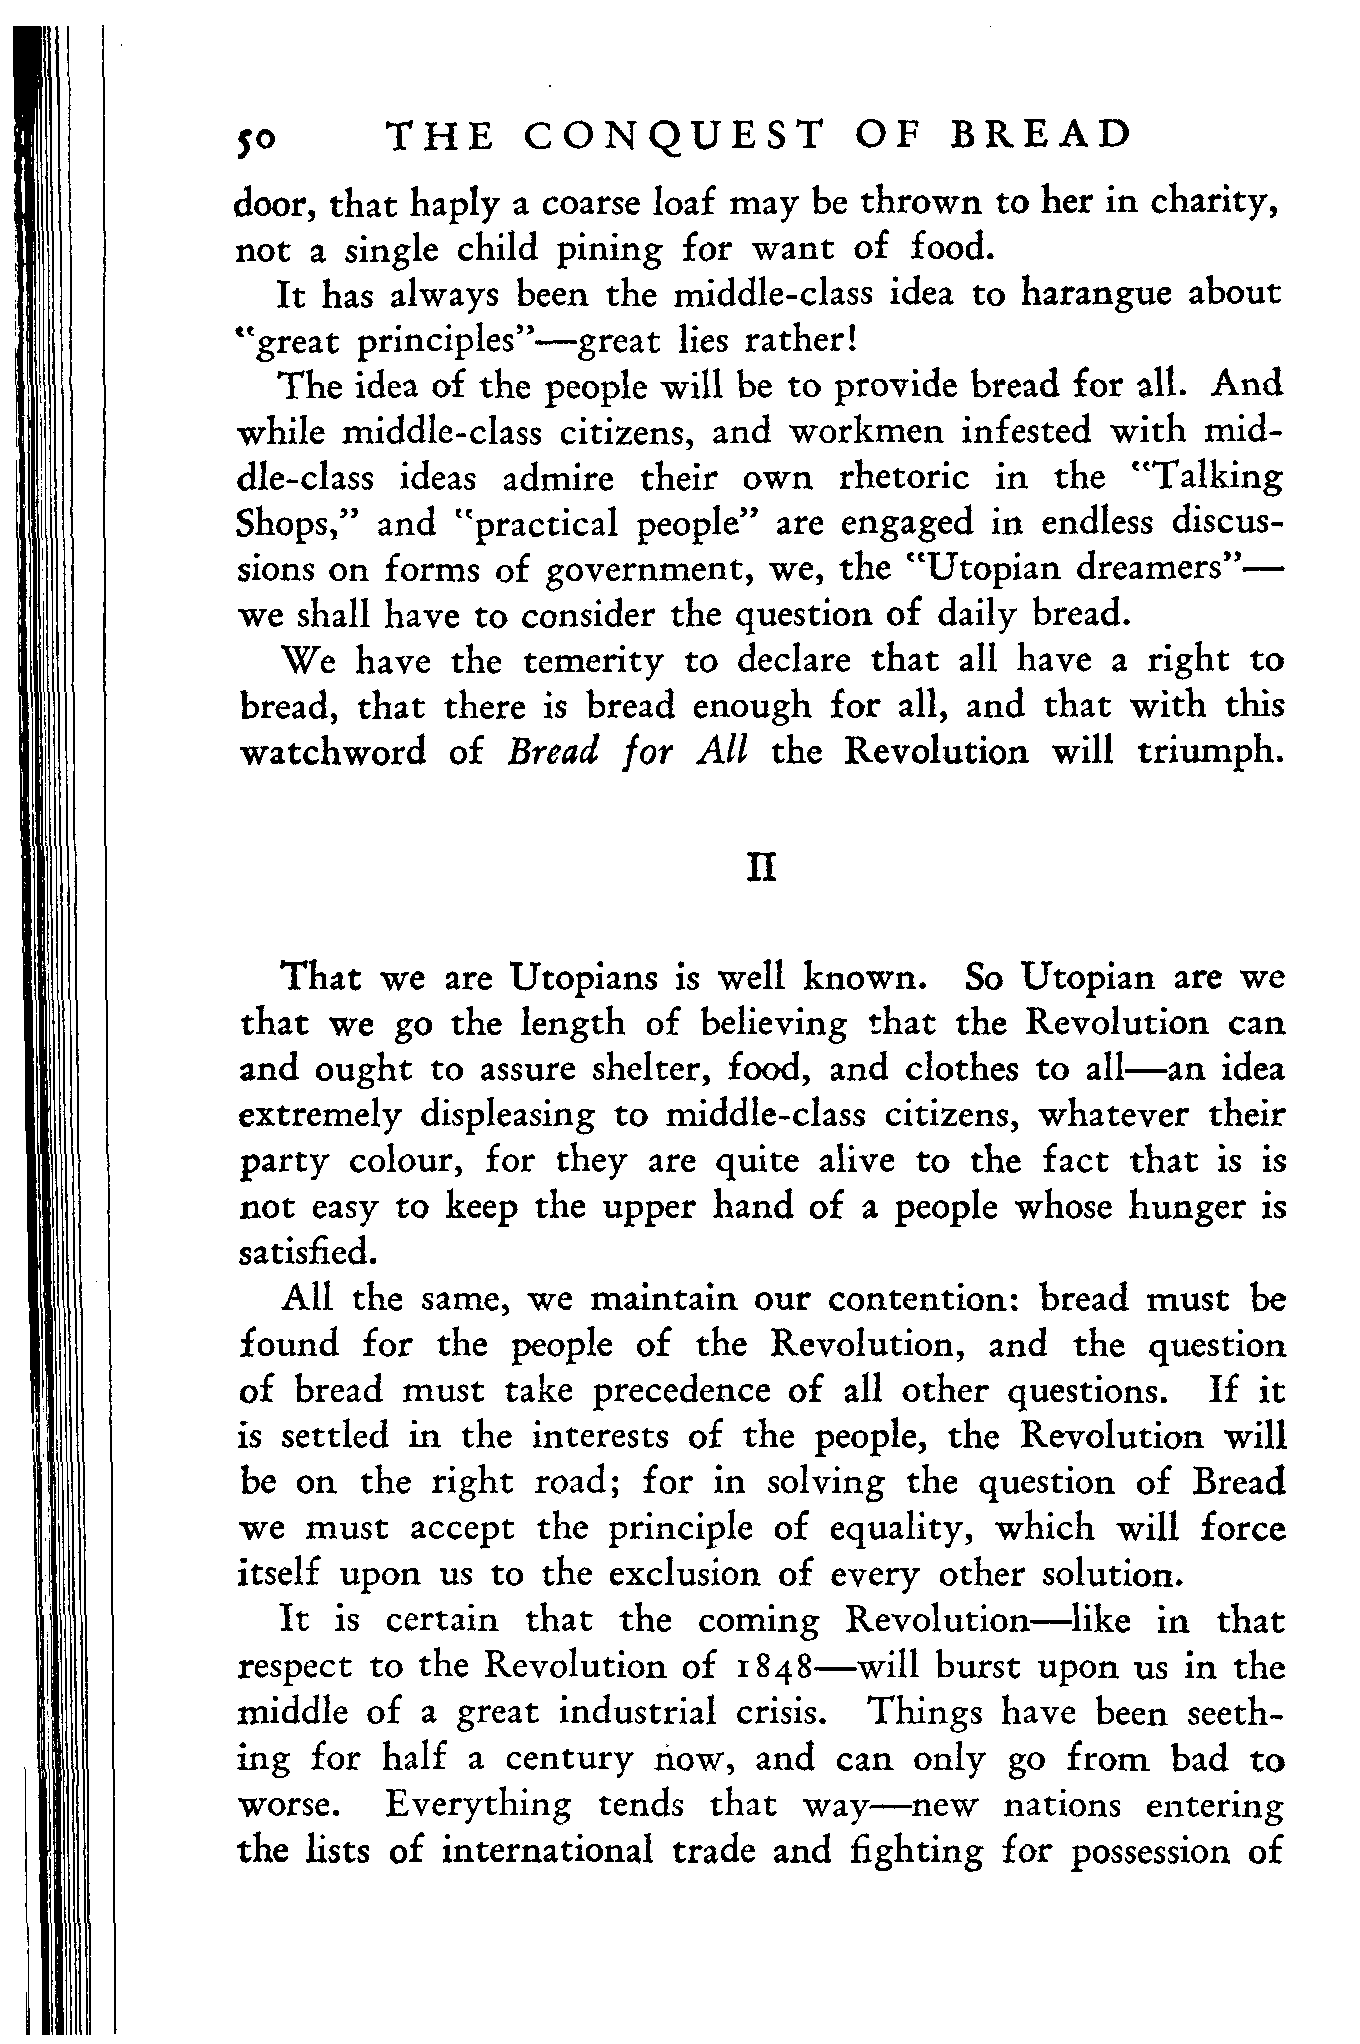 50 THE CONQUEST OF BREAD
door, that haply a coarse loaf may be thrown to her in charity,
not a single child pining for want of food.
It has always been the middle-class idea to harangue about
"great principles"—great lies rather!
The idea of the people will be to provide bread for all. And
while middle-class citizens, and workmen infested with mid-
dle-class ideas admire their own rhetoric in the "Talking
Shops," and "practical people" are engaged in endless discus-
sions on forms of government, we, the "Utopian dreamers"—
we shall have to consider the question of daily bread.
We have the temerity to declare that all have a right to
bread, that there is bread enough for all, and that with this
watchword of Bread for All the Revolution will triumph.
II
That we are Utopians is well known. So Utopian are we
that we go the length of believing that the Revolution can
and ought to assure shelter, food, and clothes to all—an idea
extremely displeasing to middle-class citizens, whatever their
party colour, for they are quite alive to the fact that is is
not easy to keep the upper hand of a people whose hunger is
satisfied.
All the same, we maintain our contention: bread must be
found for the people of the Revolution, and the question
of bread must take precedence of all other questions. If it
is settled in the interests of the people, the Revolution will
be on the right road; for in solving the question of Bread
we must accept the principle of equality, which will force
itself upon us to the exclusion of every other solution.
It is certain that the coming Revolution—like in that
respect to the Revolution of 1848—will burst upon us in the
middle of a great industrial crisis. Things have been seeth-
ing for half a century now, and can only go from bad to
worse. Everything tends that way—new nations entering
the lists of international trade and fighting for possession of